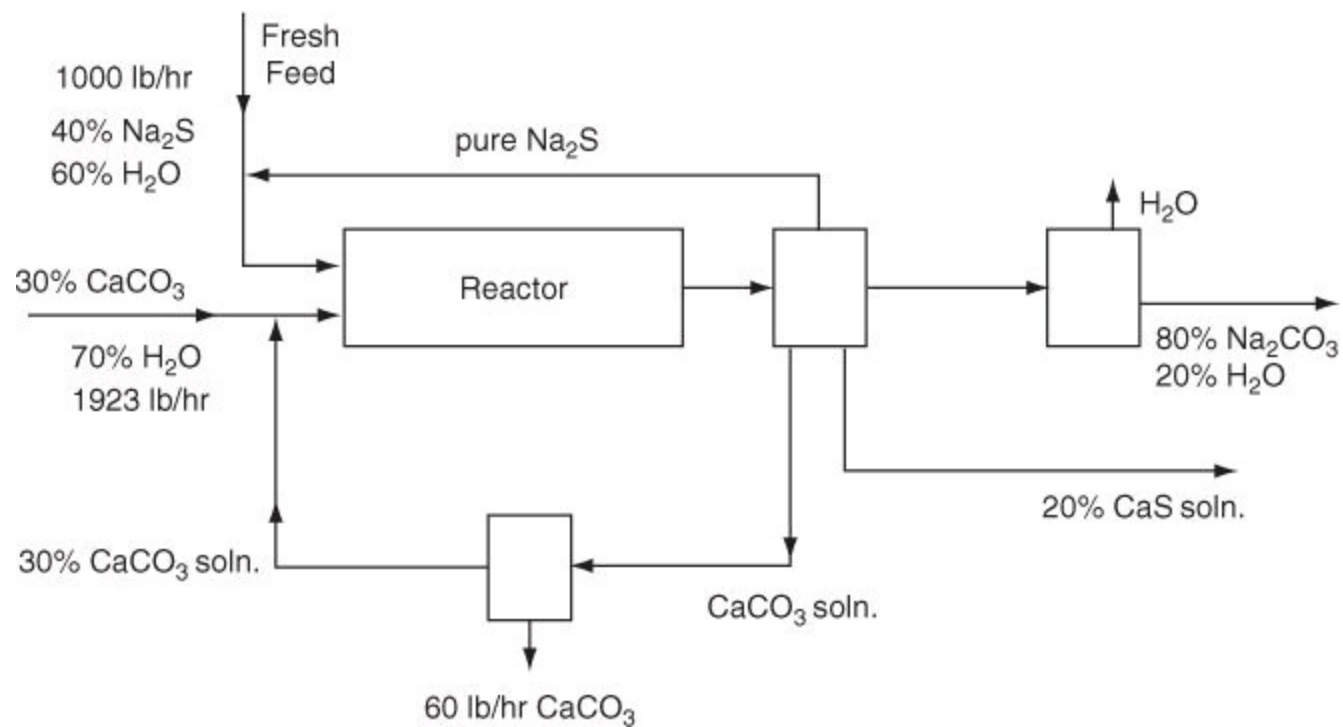 Fresh
Feed
1000 lb/hr
40% Na₂S
60% H₂O
pure Na₂S
H₂O
30% CaCO₃
Reactor
70% H₂O
1923 lb/hr
80% Na₂CO₃
20% H₂O
20% CaS soln.
30% CaCO₃ soln.
CaCO₃ soln.
60 lb/hr CaCO₃